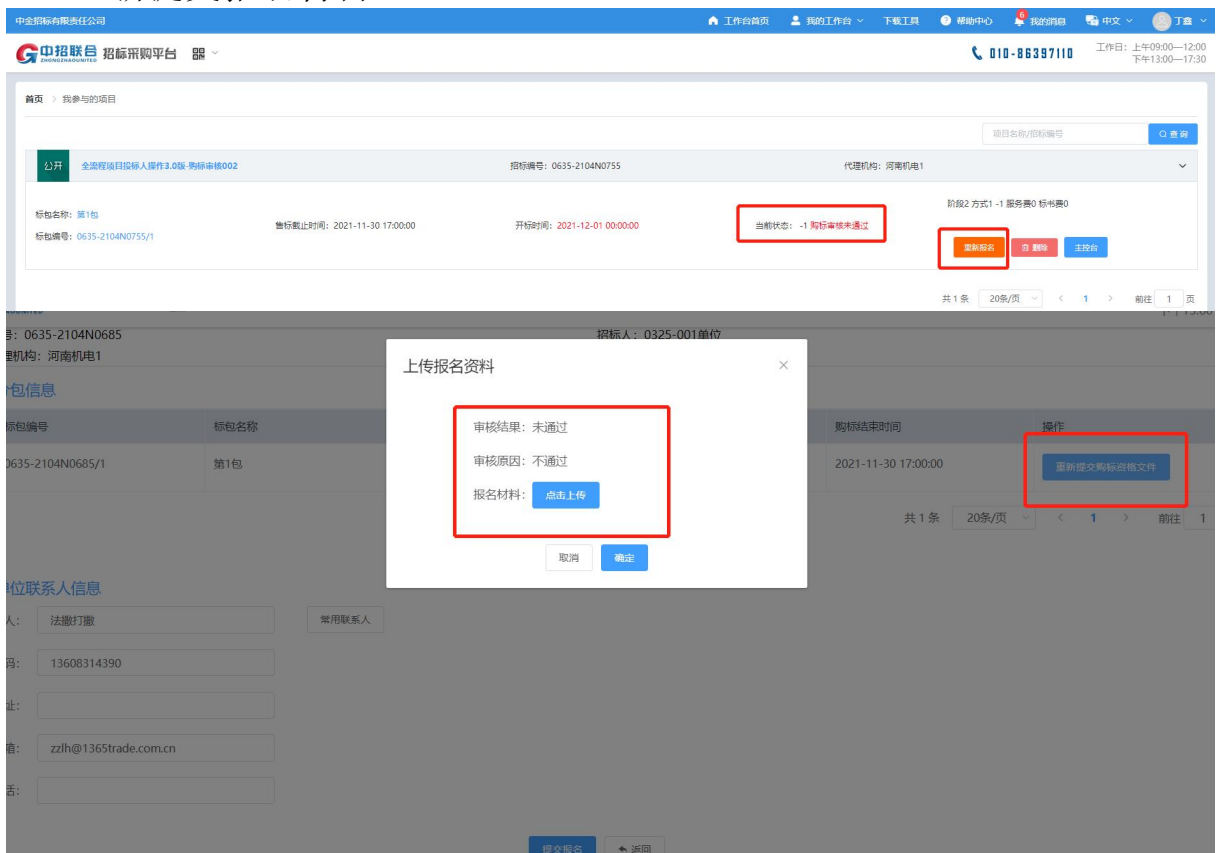 中金招标有限责任公司 工作台首页 我的工作台 下载工具 帮助中心 6 我的消息 中文 丁鑫
中招联合 招标采购平台 010-86397110 工作日: 上午09:00—12:00
ZHONGZHAOUNITED 下午13:00—17:30
首页 > 我参与的项目
项目名称/招标编号 查询
公开 全流程项目投标人操作3.0版-购标审核002 招标编号: 0635-2104N0755 代理机构: 河南机电1
阶段2 方式1 -1 服务费0 标书费0
标包名称: 第1包
售标截止时间: 2021-11-30 17:00:00 开标时间: 2021-12-01 00:00:00 当前状态: -1 购标审核未通过
标包编号: 0635-2104N0755/1
重新报名 删除 主控台
共1条 20条/页 < 1 > 前往 1 页
号: 0635-2104N0685 招标人: 0325-001单位
理机构: 河南机电1
上传报名资料 ×
包信息
标包编号 标包名称 购标结束时间 操作
审核结果: 未通过
0635-2104N0685/1 第1包 2021-11-30 17:00:00 重新提交购标资格文件
审核原因: 不通过
报名材料: 点击上传
共1条 20条/页 < 1 > 前往 1
取消 确定
单位联系人信息
人: 法撒打撒 常用联系人
码: 13608314390
址:
箱: zzlh@1365trade.com.cn
话:
提交报名 返回